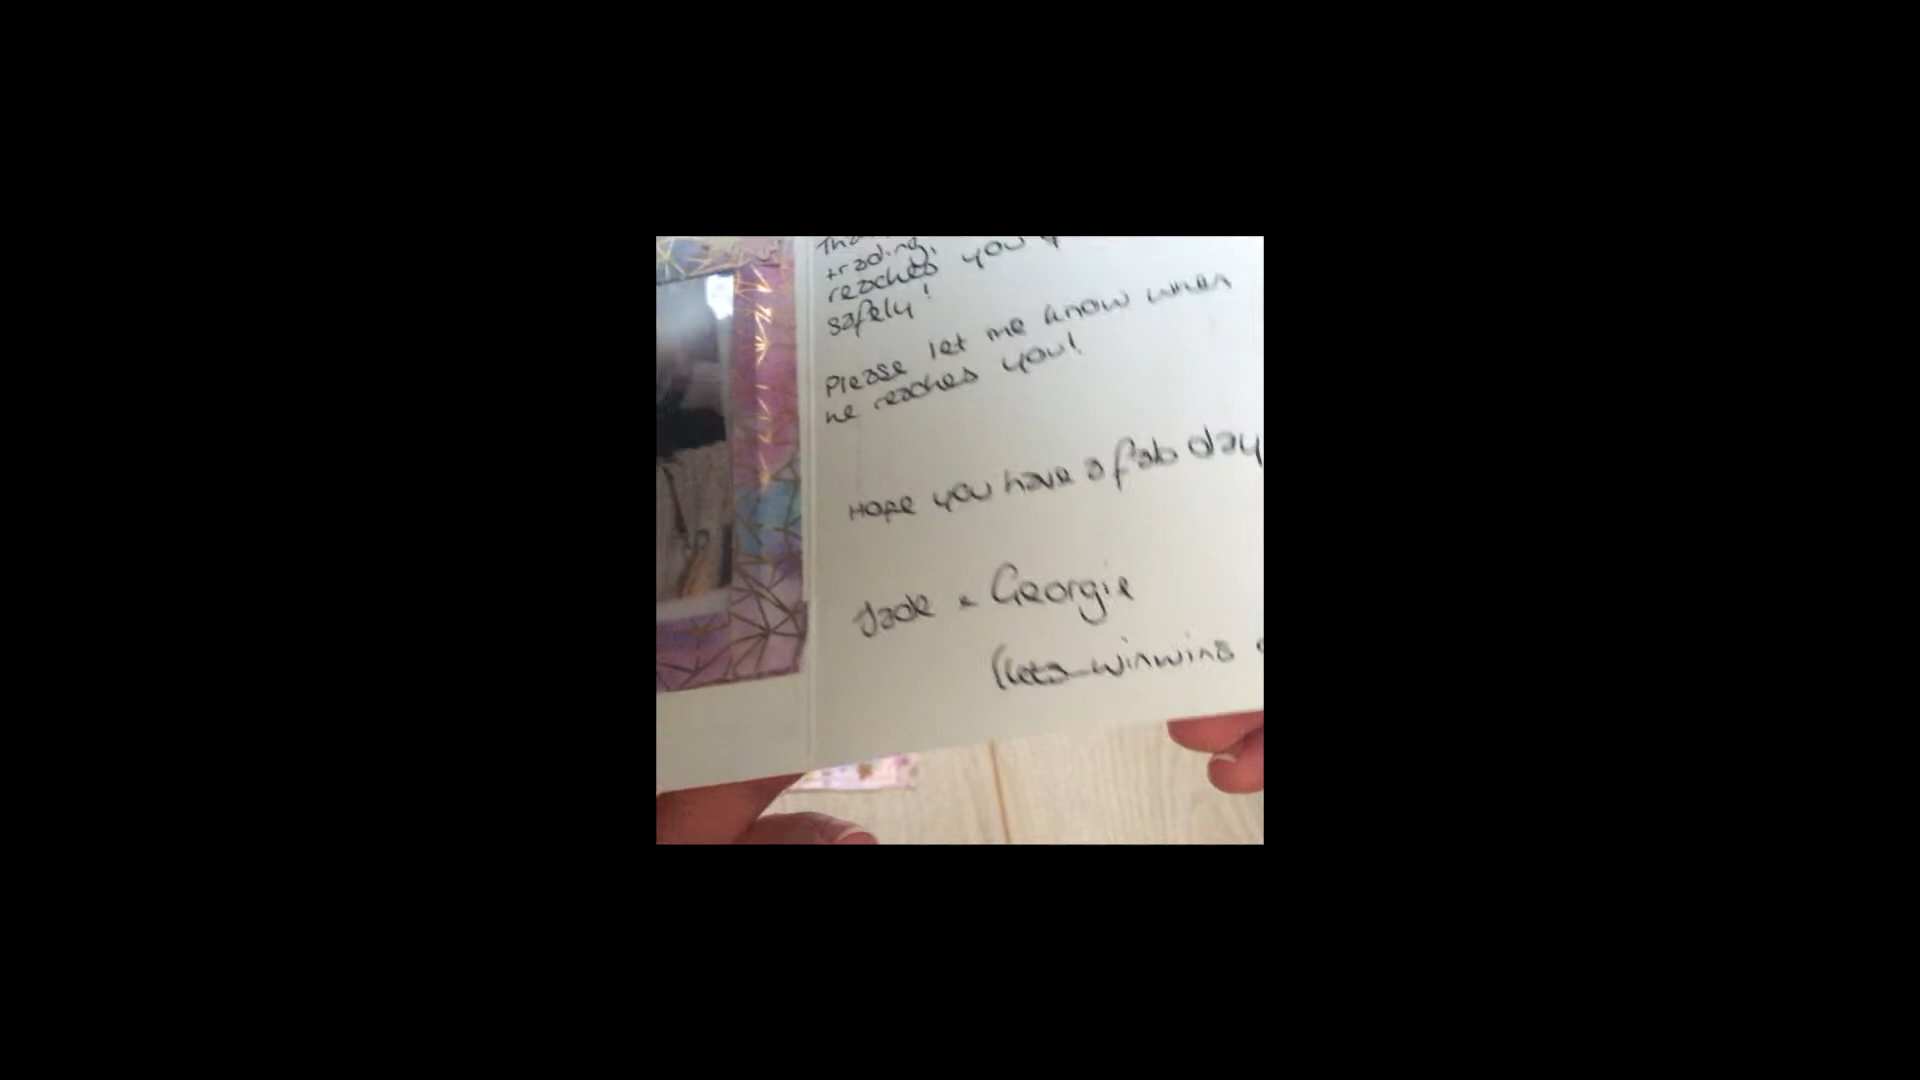 trading,
reaches you
safely!
Please let me know when
he reaches you!
Hope you have a fab day
Jade & Georgie
(lets_winwins